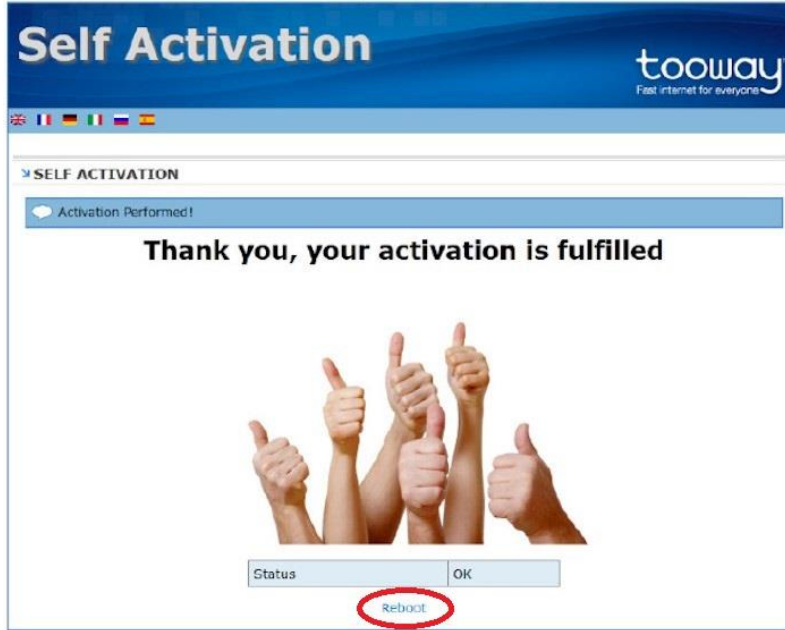 Self Activation
tooway
Fast internet for everyone
SELF ACTIVATION
Activation Performed!
Thank you, your activation is fulfilled
Status OK
Reboot